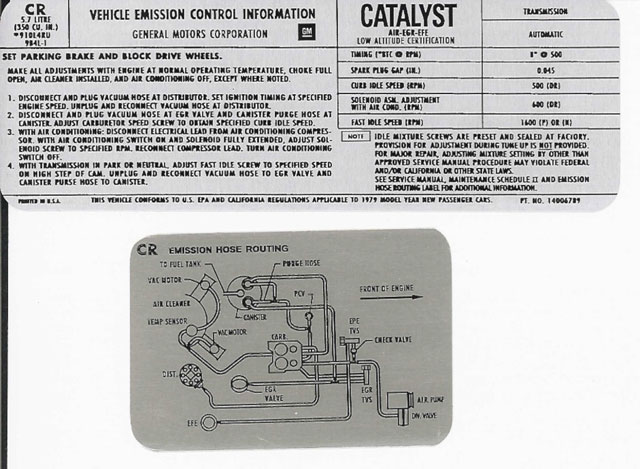 CR
5.7 LITRE
(350 CU. IN.)
984L-1
VEHICLE EMISSION CONTROL INFORMATION
GENERAL MOTORS CORPORATION GM
SET PARKING BRAKE AND BLOCK DRIVE WHEELS.
MAKE ALL ADJUSTMENTS WITH ENGINE AT NORMAL OPERATING TEMPERATURE, CHOKE FULL
OPEN, AIR CLEANER INSTALLED, AND AIR CONDITIONING OFF, EXCEPT WHERE NOTED.
1. DISCONNECT AND PLUG VACUUM HOSE AT DISTRIBUTOR. SET IGNITION TIMING AT SPECIFIED
ENGINE SPEED. UNPLUG AND RECONNECT VACUUM HOSE AT DISTRIBUTOR.
2. DISCONNECT AND PLUG VACUUM HOSE AT EGR VALVE AND CANISTER PURGE HOSE AT
CANISTER. ADJUST CARBURETOR SPEED SCREW TO OBTAIN SPECIFIED CURB IDLE SPEED.
3. WITH AIR CONDITIONING: DISCONNECT ELECTRICAL LEAD FROM AIR CONDITIONING COMPRES-
SOR. WITH AIR CONDITIONING SWITCH ON AND SOLENOID FULLY EXTENDED, ADJUST SOL-
ENOID SCREW TO SPECIFIED RPM. RECONNECT COMPRESSOR LEAD. TURN AIR CONDITIONING
SWITCH OFF.
4. WITH TRANSMISSION IN PARK OR NEUTRAL, ADJUST FAST IDLE SCREW TO SPECIFIED SPEED
ON HIGH STEP OF CAM. UNPLUG AND RECONNECT VACUUM HOSE TO EGR VALVE AND
CANISTER PURGE HOSE TO CANISTER.
CATALYST
AIR-EGR-EFE
LOW ALTITUDE CERTIFICATION
TRANSMISSION
AUTOMATIC
TIMING (°BTC @ RPM) 8° @ 500
SPARK PLUG GAP (IN.) 0.045
CURB IDLE SPEED (RPM) 500 (DR)
SOLENOID ASM. ADJUSTMENT
WITH AIR COND. (RPM) 600 (DR)
FAST IDLE SPEED (RPM) 1600 (P) OR (N)
NOTE IDLE MIXTURE SCREWS ARE PRESET AND SEALED AT FACTORY.
PROVISION FOR ADJUSTMENT DURING TUNE UP IS NOT PROVIDED.
FOR MAJOR REPAIR, ADJUSTING MIXTURE SETTING BY OTHER THAN
APPROVED SERVICE MANUAL PROCEDURE MAY VIOLATE FEDERAL
AND/OR CALIFORNIA OR OTHER STATE LAWS.
SEE SERVICE MANUAL, MAINTENANCE SCHEDULE II AND EMISSION
HOSE ROUTING LABEL FOR ADDITIONAL INFORMATION.
PRINTED IN U.S.A. THIS VEHICLE CONFORMS TO U.S. EPA AND CALIFORNIA REGULATIONS APPLICABLE TO 1979 MODEL YEAR NEW PASSENGER CARS. PT. NO. 14006789
CR EMISSION HOSE ROUTING
TO FUEL TANK
PURGE HOSE
VAC MOTOR
PCV
FRONT OF ENGINE
AIR CLEANER
CANISTER
TEMP SENSOR
EFE
TVS
VAC MOTOR
CARB.
CHECK VALVE
DIST.
EGR
VALVE
EGR
TVS
AIR PUMP
DIV. VALVE
EFE